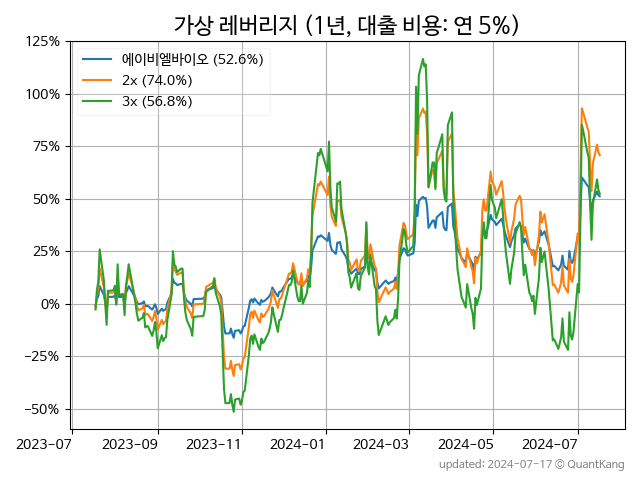 가상 레버리지 (1년, 대출 비용: 연 5%)
125%
100%
75%
50%
25%
0%
−25%
−50%
에이비엘바이오 (52.6%)
2x (74.0%)
3x (56.8%)
2023-07 2023-09 2023-11 2024-01 2024-03 2024-05 2024-07
updated: 2024-07-17 © QuantKang